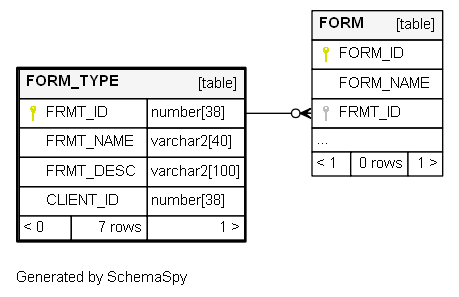 FORM_TYPE [table]
FRMT_ID number[38]
FRMT_NAME varchar2[40]
FRMT_DESC varchar2[100]
CLIENT_ID number[38]
< 0 7 rows 1 >
FORM [table]
FORM_ID
FORM_NAME
FRMT_ID
...
< 1 0 rows 1 >
Generated by SchemaSpy